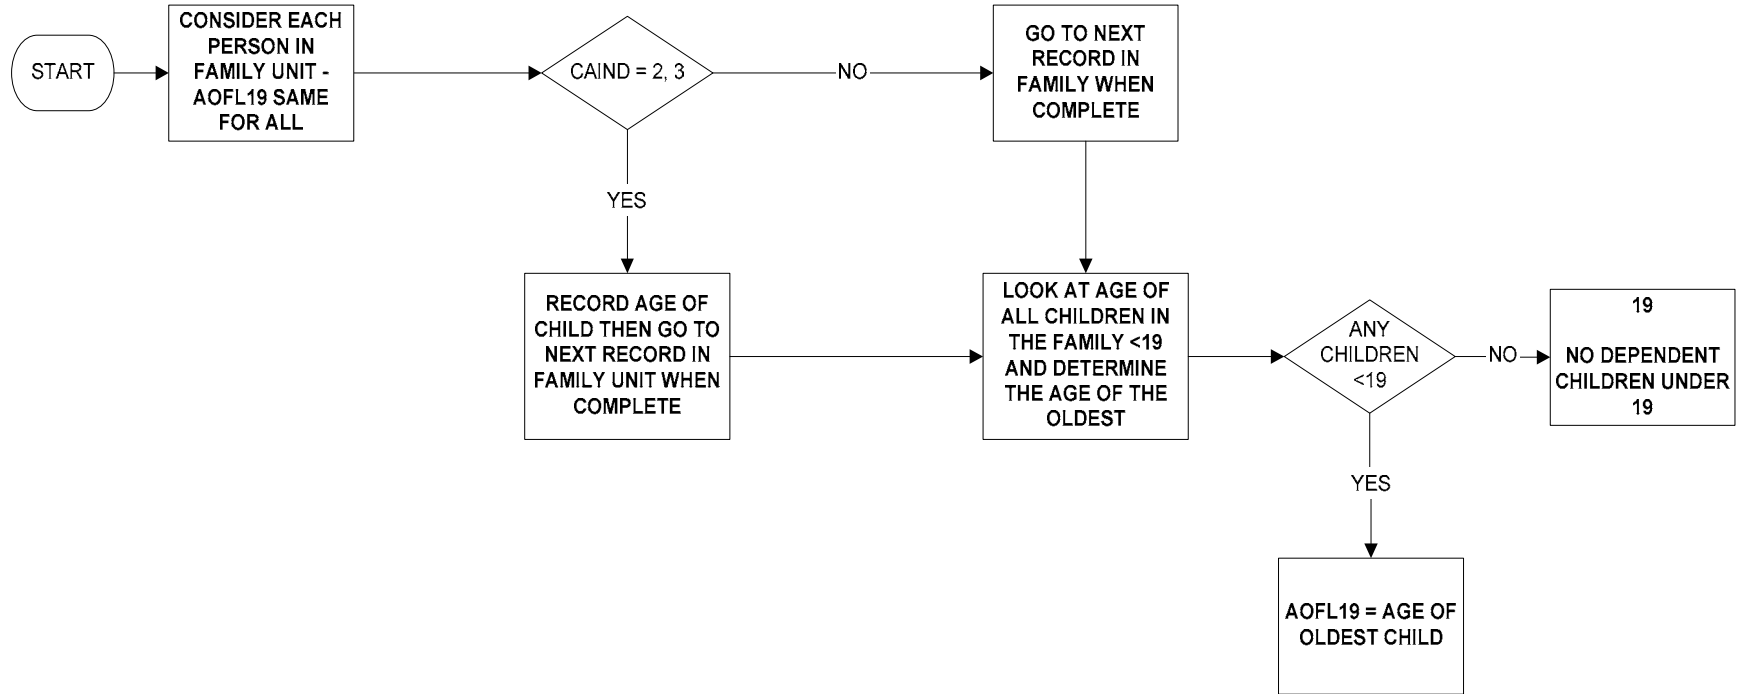 START
CONSIDER EACH
PERSON IN
FAMILY UNIT -
AOFL19 SAME
FOR ALL
CAIND = 2, 3
NO
GO TO NEXT
RECORD IN
FAMILY WHEN
COMPLETE
YES
RECORD AGE OF
CHILD THEN GO TO
NEXT RECORD IN
FAMILY UNIT WHEN
COMPLETE
LOOK AT AGE OF
ALL CHILDREN IN
THE FAMILY <19
AND DETERMINE
THE AGE OF THE
OLDEST
ANY
CHILDREN
<19
NO
19
NO DEPENDENT
CHILDREN UNDER
19
YES
AOFL19 = AGE OF
OLDEST CHILD